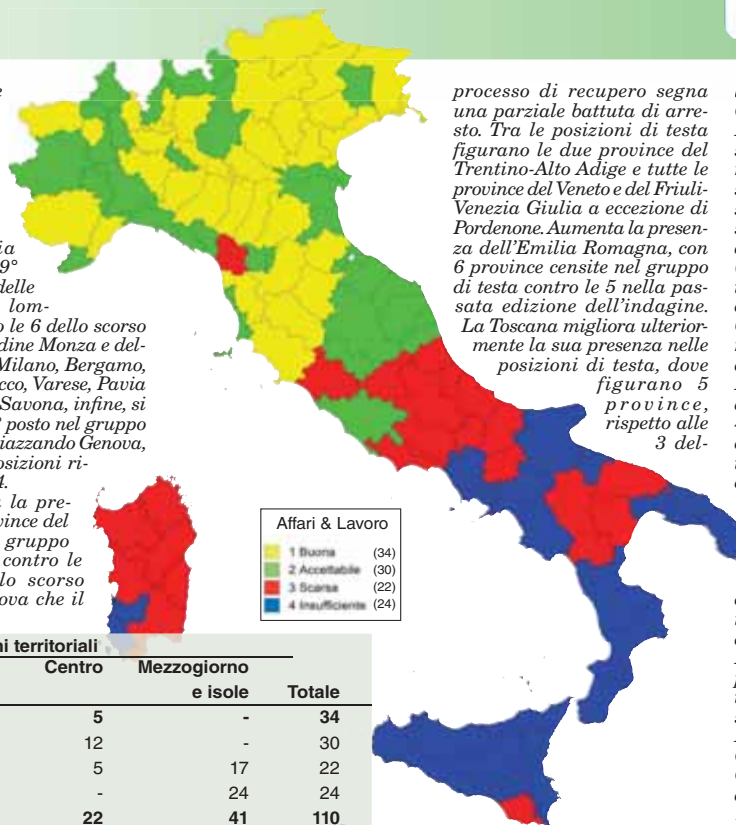 ia
9°
delle
lom-
o le 6 dello scorso
dine Monza e del-
Milano, Bergamo,
cco, Varese, Pavia
Savona, infine, si
posto nel gruppo
piazzando Genova,
osizioni ri-
4.
la pre-
vince del
gruppo
contro le
lo scorso
ova che il
processo di recupero segna
una parziale battuta di arre-
sto. Tra le posizioni di testa
figurano le due province del
Trentino-Alto Adige e tutte le
province del Veneto e del Friuli-
Venezia Giulia a eccezione di
Pordenone. Aumenta la presen-
za dell'Emilia Romagna, con
6 province censite nel gruppo
di testa contro le 5 nella pas-
sata edizione dell'indagine.
La Toscana migliora ulterior-
mente la sua presenza nelle
posizioni di testa, dove
figurano 5
province,
rispetto alle
3 del-
Affari & Lavoro
1 Buona (34)
2 Accettabile (30)
3 Scarsa (22)
4 Insufficiente (24)
ni territoriali
Centro Mezzogiorno
e isole Totale
5 - 34
12 - 30
5 17 22
- 24 24
22 41 110